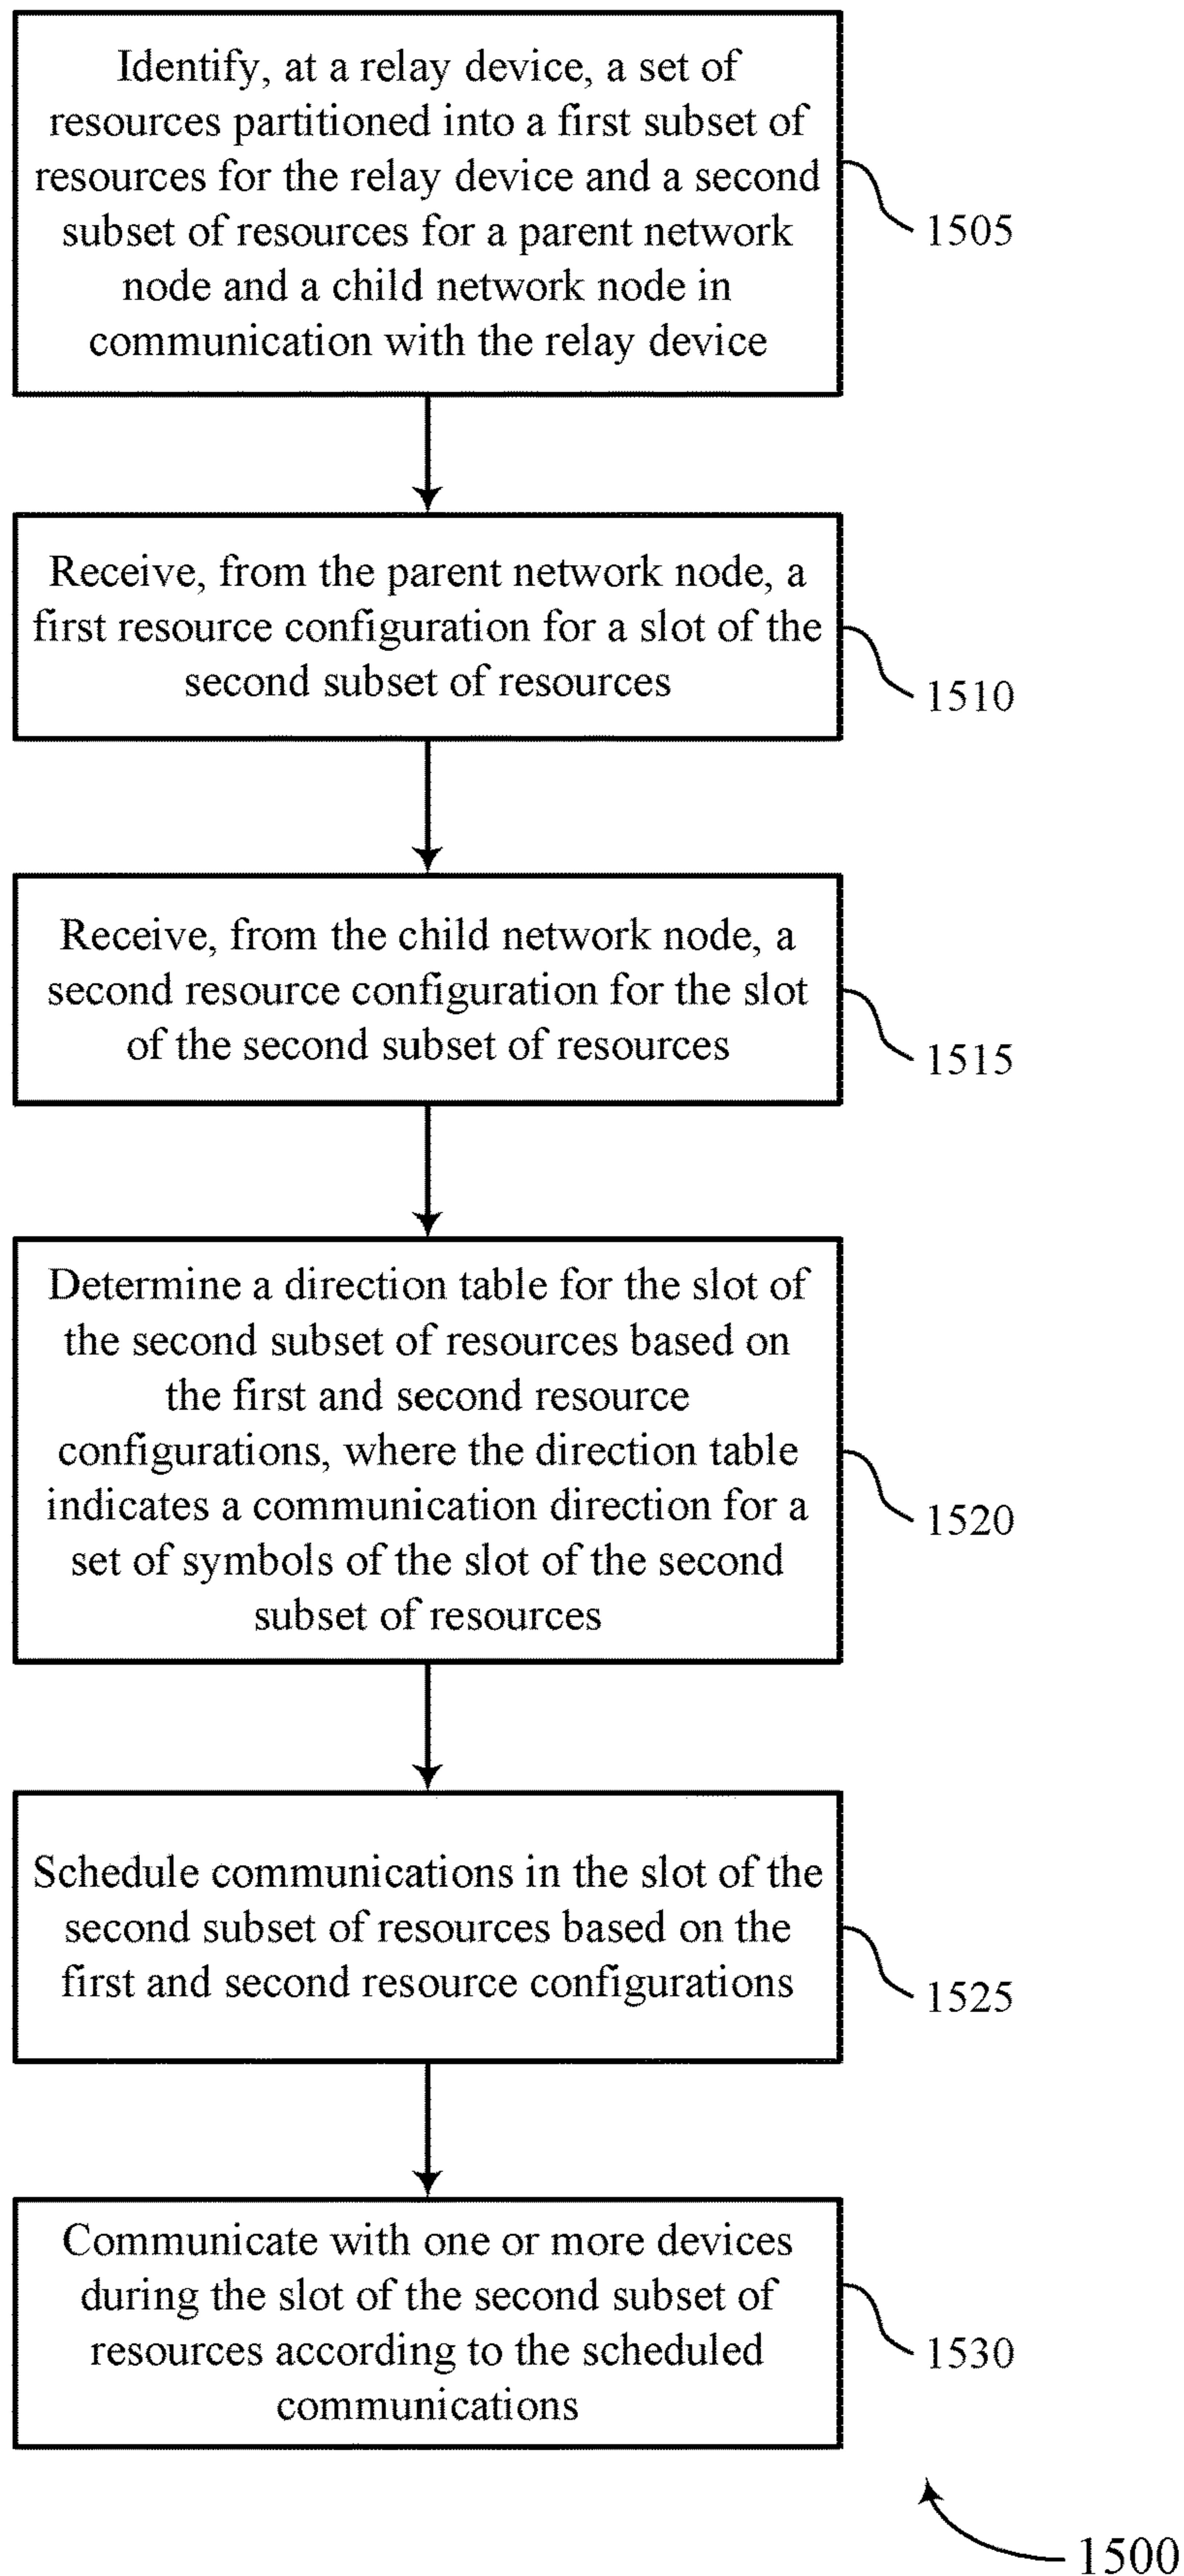 Identify, at a relay device, a set of
resources partitioned into a first subset of
resources for the relay device and a second
subset of resources for a parent network
node and a child network node in
communication with the relay device
1505
Receive, from the parent network node, a
first resource configuration for a slot of the
second subset of resources
1510
Receive, from the child network node, a
second resource configuration for the slot
of the second subset of resources
1515
Determine a direction table for the slot of
the second subset of resources based on
the first and second resource
configurations, where the direction table
indicates a communication direction for a
set of symbols of the slot of the second
subset of resources
1520
Schedule communications in the slot of the
second subset of resources based on the
first and second resource configurations
1525
Communicate with one or more devices
during the slot of the second subset of
resources according to the scheduled
communications
1530
1500